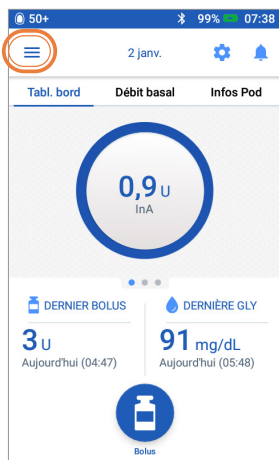 50+ 99% 07:38
2 janv.
Tabl. bord Débit basal Infos Pod
0,9 U
InA
DERNIER BOLUS DERNIÈRE GLY
3 U 91 mg/dL
Aujourd'hui (04:47) Aujourd'hui (05:48)
Bolus